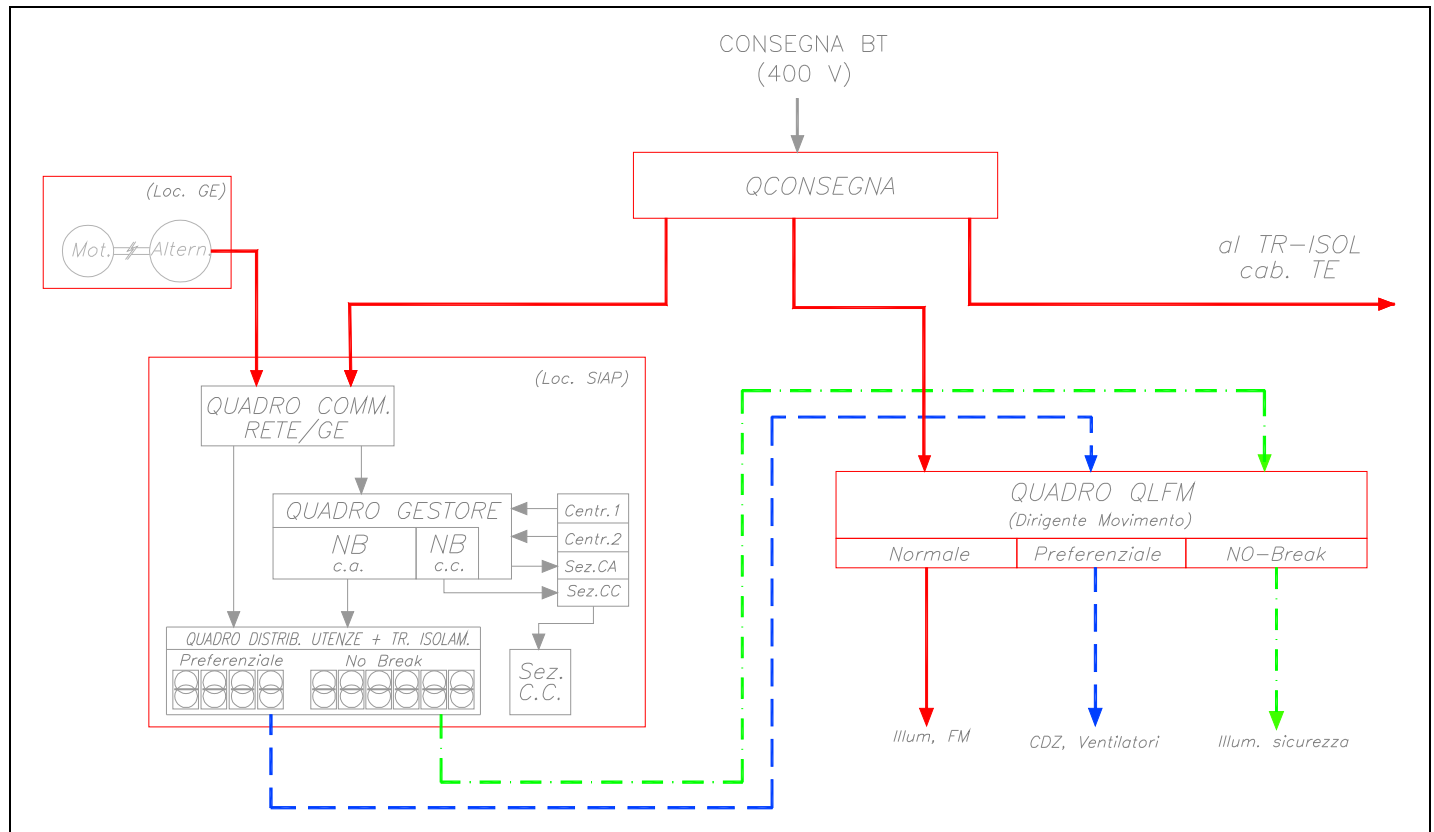 CONSEGNA BT
(400 V)
QCONSEGNA
(Loc. GE)
Mot.
Altern.
al TR-ISOL
cab. TE
(Loc. SIAP)
QUADRO COMM.
RETE/GE
QUADRO GESTORE
NB
c.a.
NB
c.c.
Centr.1
Centr.2
Sez.CA
Sez.CC
QUADRO DISTRIB. UTENZE + TR. ISOLAM.
Preferenziale
No Break
Sez.
C.C.
QUADRO QLFM
(Dirigente Movimento)
Normale
Preferenziale
NO-Break
Illum, FM
CDZ, Ventilatori
Illum. sicurezza